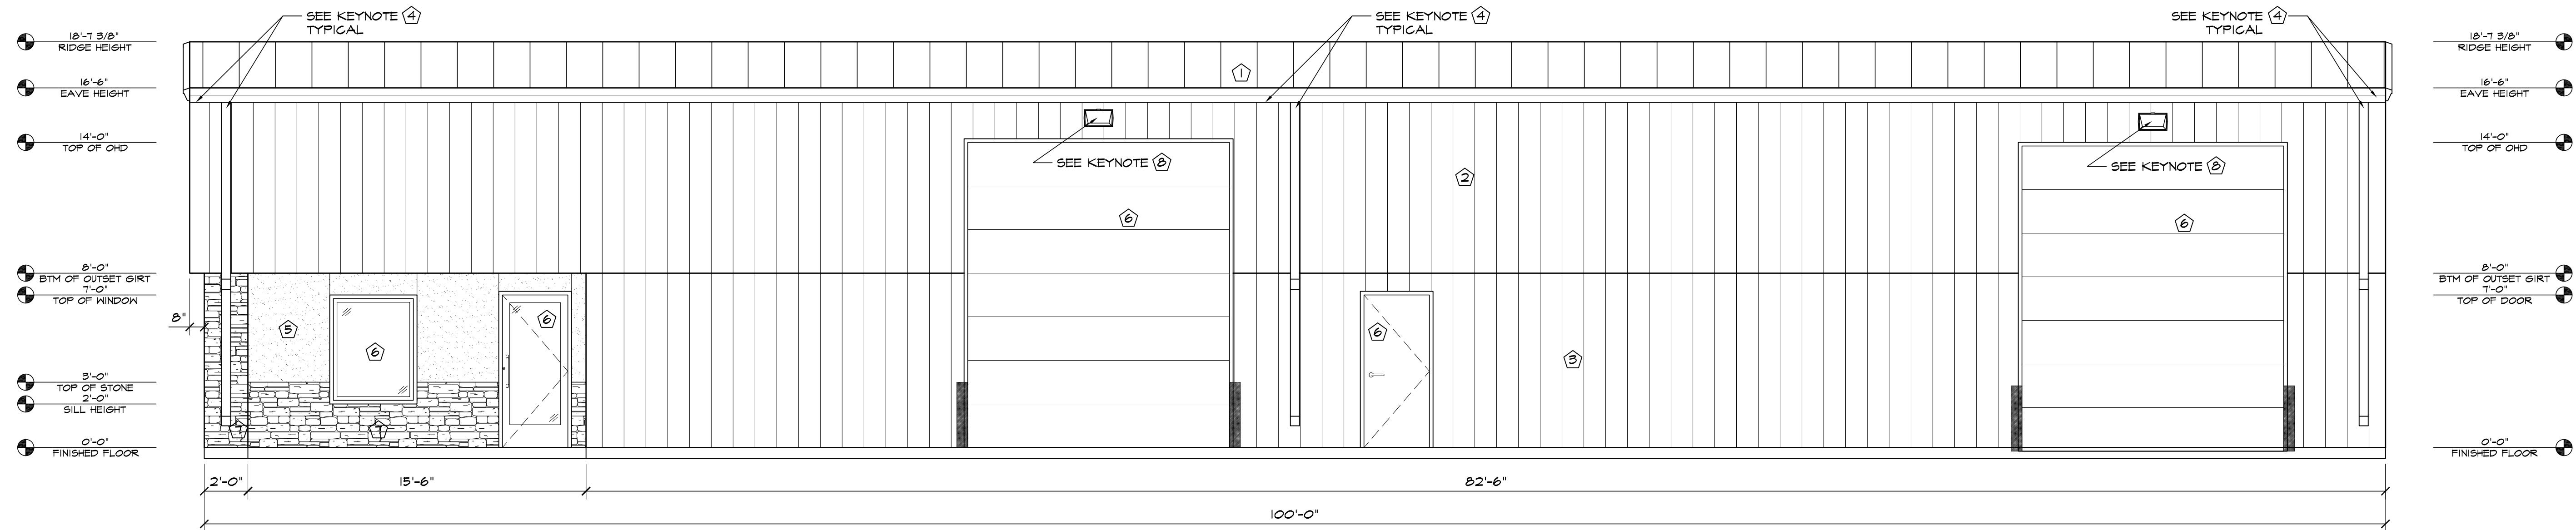 SEE KEYNOTE 4
TYPICAL
SEE KEYNOTE 4
TYPICAL
SEE KEYNOTE 4
TYPICAL
18'-7 3/8"
RIDGE HEIGHT
16'-6"
EAVE HEIGHT
14'-0"
TOP OF OHD
8'-0"
BTM OF OUTSET GIRT
7'-0"
TOP OF WINDOW
3'-0"
TOP OF STONE
2'-0"
SILL HEIGHT
0'-0"
FINISHED FLOOR
8"
1
SEE KEYNOTE 8
2
SEE KEYNOTE 8
6
6
5
6
6
6
3
7
7
18'-7 3/8"
RIDGE HEIGHT
16'-6"
EAVE HEIGHT
14'-0"
TOP OF OHD
8'-0"
BTM OF OUTSET GIRT
7'-0"
TOP OF DOOR
0'-0"
FINISHED FLOOR
2'-0"
15'-6"
82'-6"
100'-0"